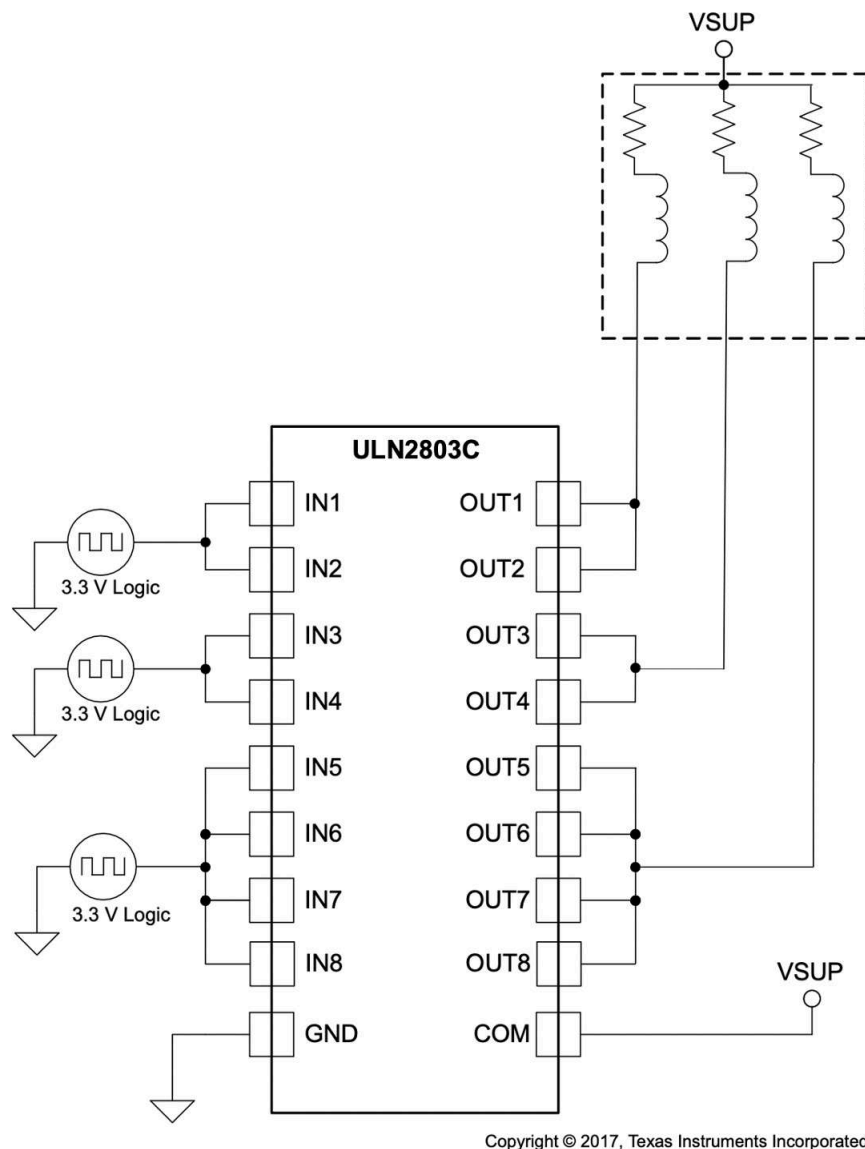 VSUP
ULN2803C
IN1
OUT1
IN2
OUT2
3.3 V Logic
IN3
OUT3
IN4
OUT4
3.3 V Logic
IN5
OUT5
IN6
OUT6
IN7
OUT7
3.3 V Logic
IN8
OUT8
VSUP
GND
COM
Copyright © 2017, Texas Instruments Incorporated